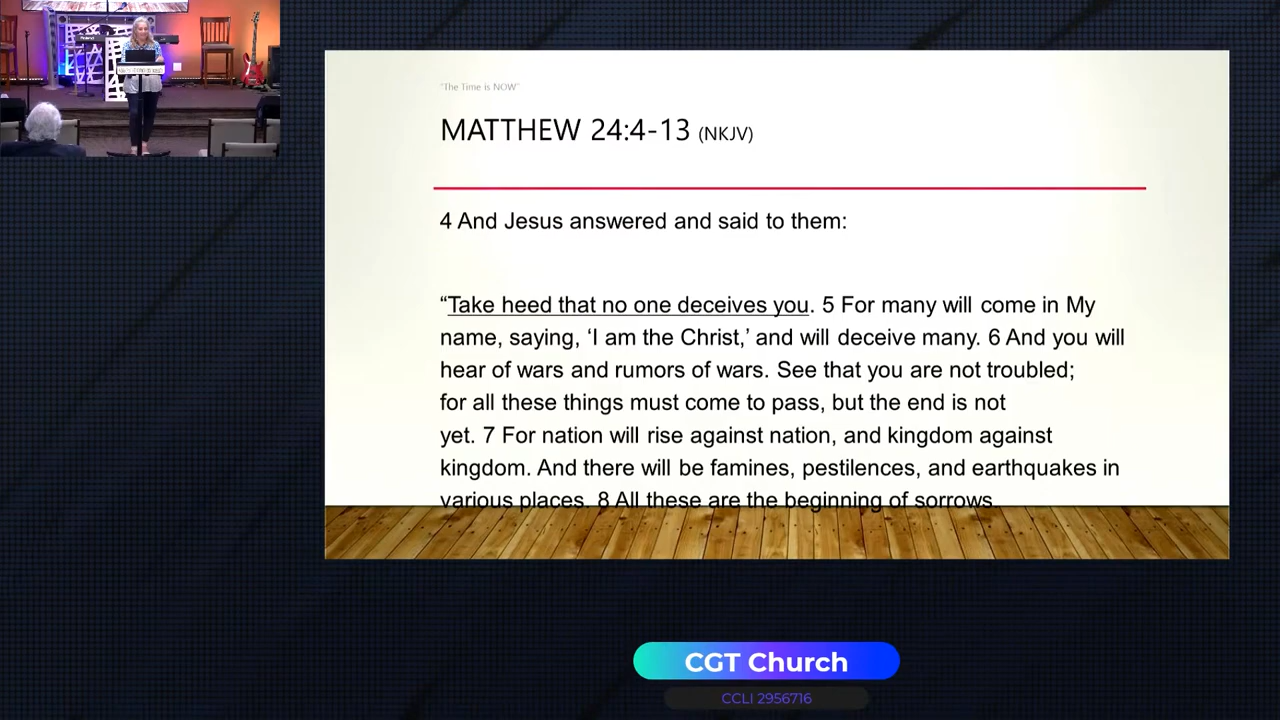 "The Time is NOW"
MATTHEW 24:4-13 (NKJV)
4 And Jesus answered and said to them:
“Take heed that no one deceives you. 5 For many will come in My
name, saying, ‘I am the Christ,’ and will deceive many. 6 And you will
hear of wars and rumors of wars. See that you are not troubled;
for all these things must come to pass, but the end is not
yet. 7 For nation will rise against nation, and kingdom against
kingdom. And there will be famines, pestilences, and earthquakes in
various places. 8 All these are the beginning of sorrows
CGT Church
CCLI 2956716